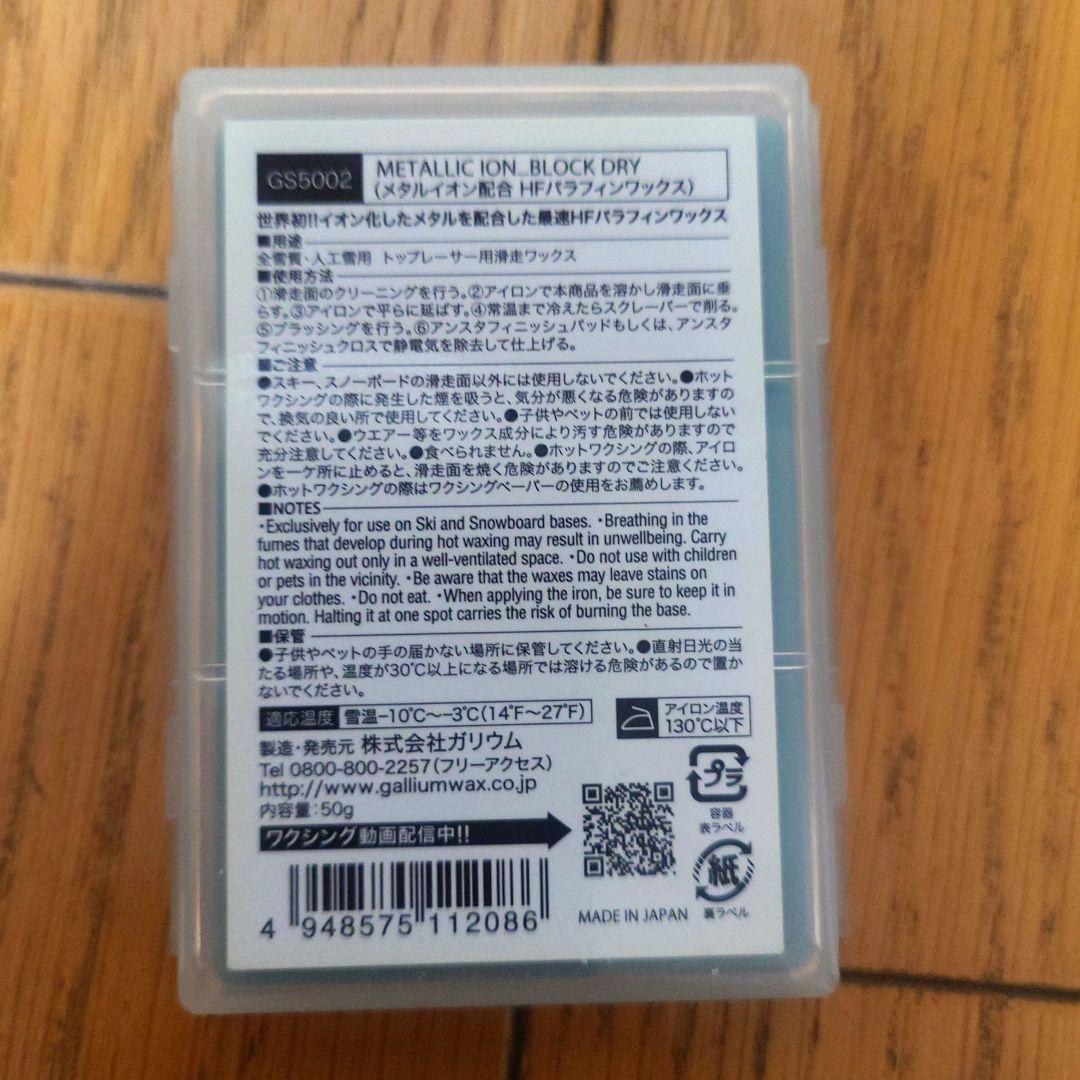 GS5002
METALLIC ION_BLOCK DRY
(メタルイオン配合 HFパラフィンワックス)
世界初!!イオン化したメタルを配合した最速HFパラフィンワックス
■用途
全雪質・人工雪用 トップレーサー用滑走ワックス
■使用方法
①滑走面のクリーニングを行う。②アイロンで本商品を溶かし滑走面に垂
らす。③アイロンで平らに延ばす。④常温まで冷えたらスクレーパーで削る。
⑤ブラッシングを行う。⑥アンスタフィニッシュパッドもしくは、アンスタ
フィニッシュクロスで静電気を除去して仕上げる。
■ご注意
●スキー、スノーボードの滑走面以外には使用しないでください。●ホット
ワクシングの際に発生した煙を吸うと、気分が悪くなる危険がありますの
で、換気の良い所で使用してください。●子供やペットの前では使用しない
でください。●ウエアー等をワックス成分により汚す危険がありますので
充分注意してください。●食べられません。●ホットワクシングの際、アイロ
ンを一ケ所に止めると、滑走面を焼く危険がありますのでご注意ください。
●ホットワクシングの際はワクシングペーパーの使用をお薦めします。
■NOTES
・Exclusively for use on Ski and Snowboard bases. ・Breathing in the
fumes that develop during hot waxing may result in unwellbeing. Carry
hot waxing out only in a well-ventilated space. ・Do not use with children
or pets in the vicinity. ・Be aware that the waxes may leave stains on
your clothes. ・Do not eat. ・When applying the iron, be sure to keep it in
motion. Halting it at one spot carries the risk of burning the base.
■保管
●子供やペットの手の届かない場所に保管してください。●直射日光の当
たる場所や、温度が30℃以上になる場所では溶ける危険があるので置か
ないでください。
適応温度 雪温-10℃～-3℃(14°F～27°F)
アイロン温度
130℃以下
製造・発売元 株式会社ガリウム
Tel 0800-800-2257(フリーアクセス)
http://www.galliumwax.co.jp
内容量:50g
ワクシング動画配信中!!
プラ
容器
表ラベル
紙
裏ラベル
4 948575 112086
MADE IN JAPAN